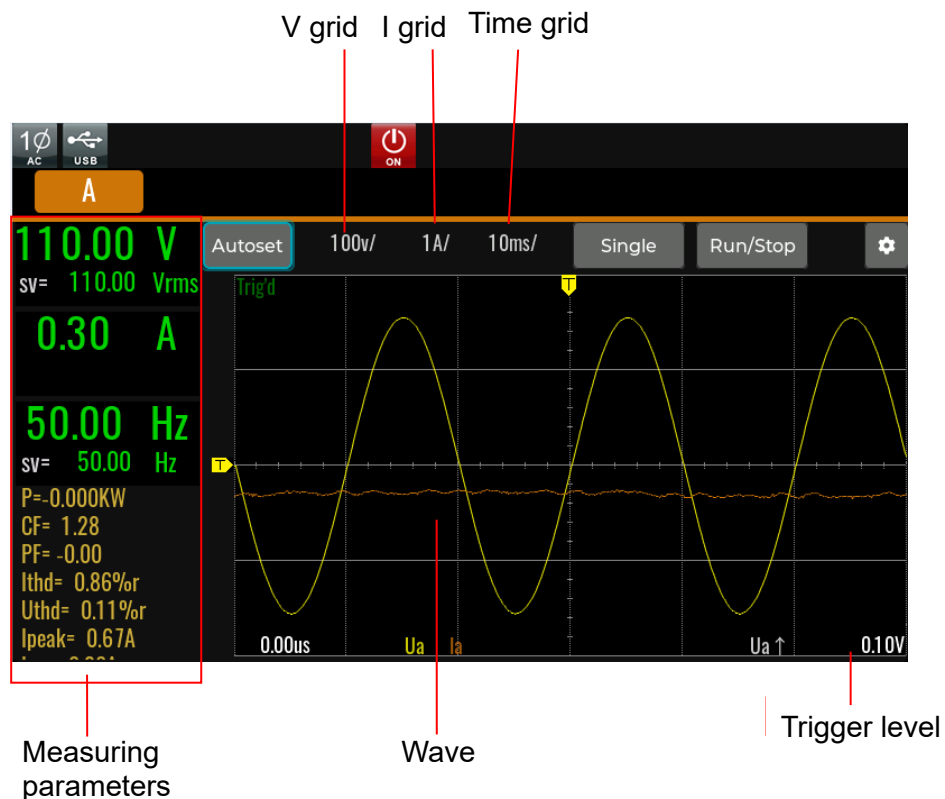 V grid I grid Time grid
1Ø
AC
USB
ON
A
110.00 V
sv= 110.00 Vrms
0.30 A
50.00 Hz
sv= 50.00 Hz
P=-0.000KW
CF= 1.28
PF= -0.00
Ithd= 0.86%r
Uthd= 0.11%r
Ipeak= 0.67A
Autoset 100v/ 1A/ 10ms/ Single Run/Stop
Trig'd
T
T
0.00us Ua Ia Ua↑ 0.10V
Measuring
parameters
Wave
Trigger level